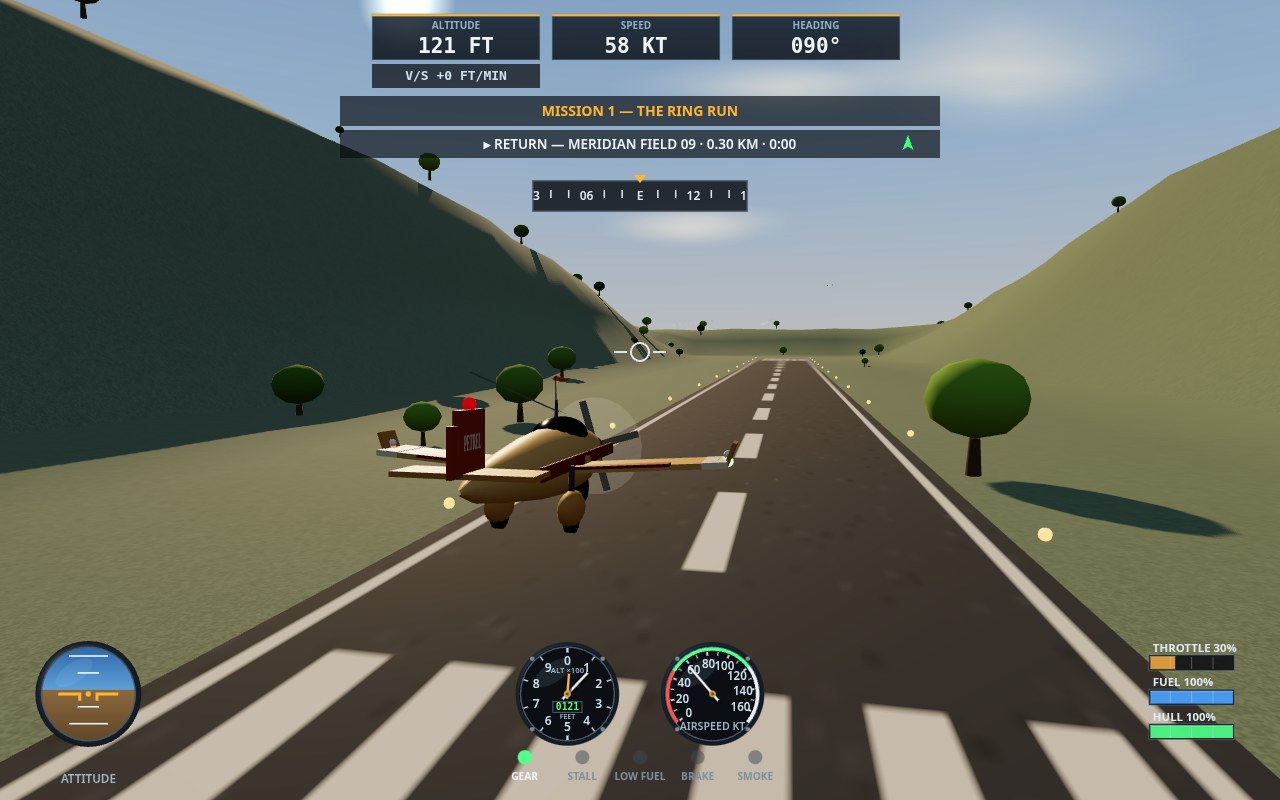 ALTITUDE
121 FT
SPEED
58 KT
HEADING
090°
V/S +0 FT/MIN
MISSION 1 — THE RING RUN
▸ RETURN — MERIDIAN FIELD 09 · 0.30 KM · 0:00
3 06 E 12 1
PETREL
ATTITUDE
0 1 2 3 4 5 6 7 8 9
ALT ×100
0121
FEET
0 20 40 60 80 100 120 140 160
AIRSPEED KT
GEAR
STALL
LOW FUEL
BRAKE
SMOKE
THROTTLE 30%
FUEL 100%
HULL 100%